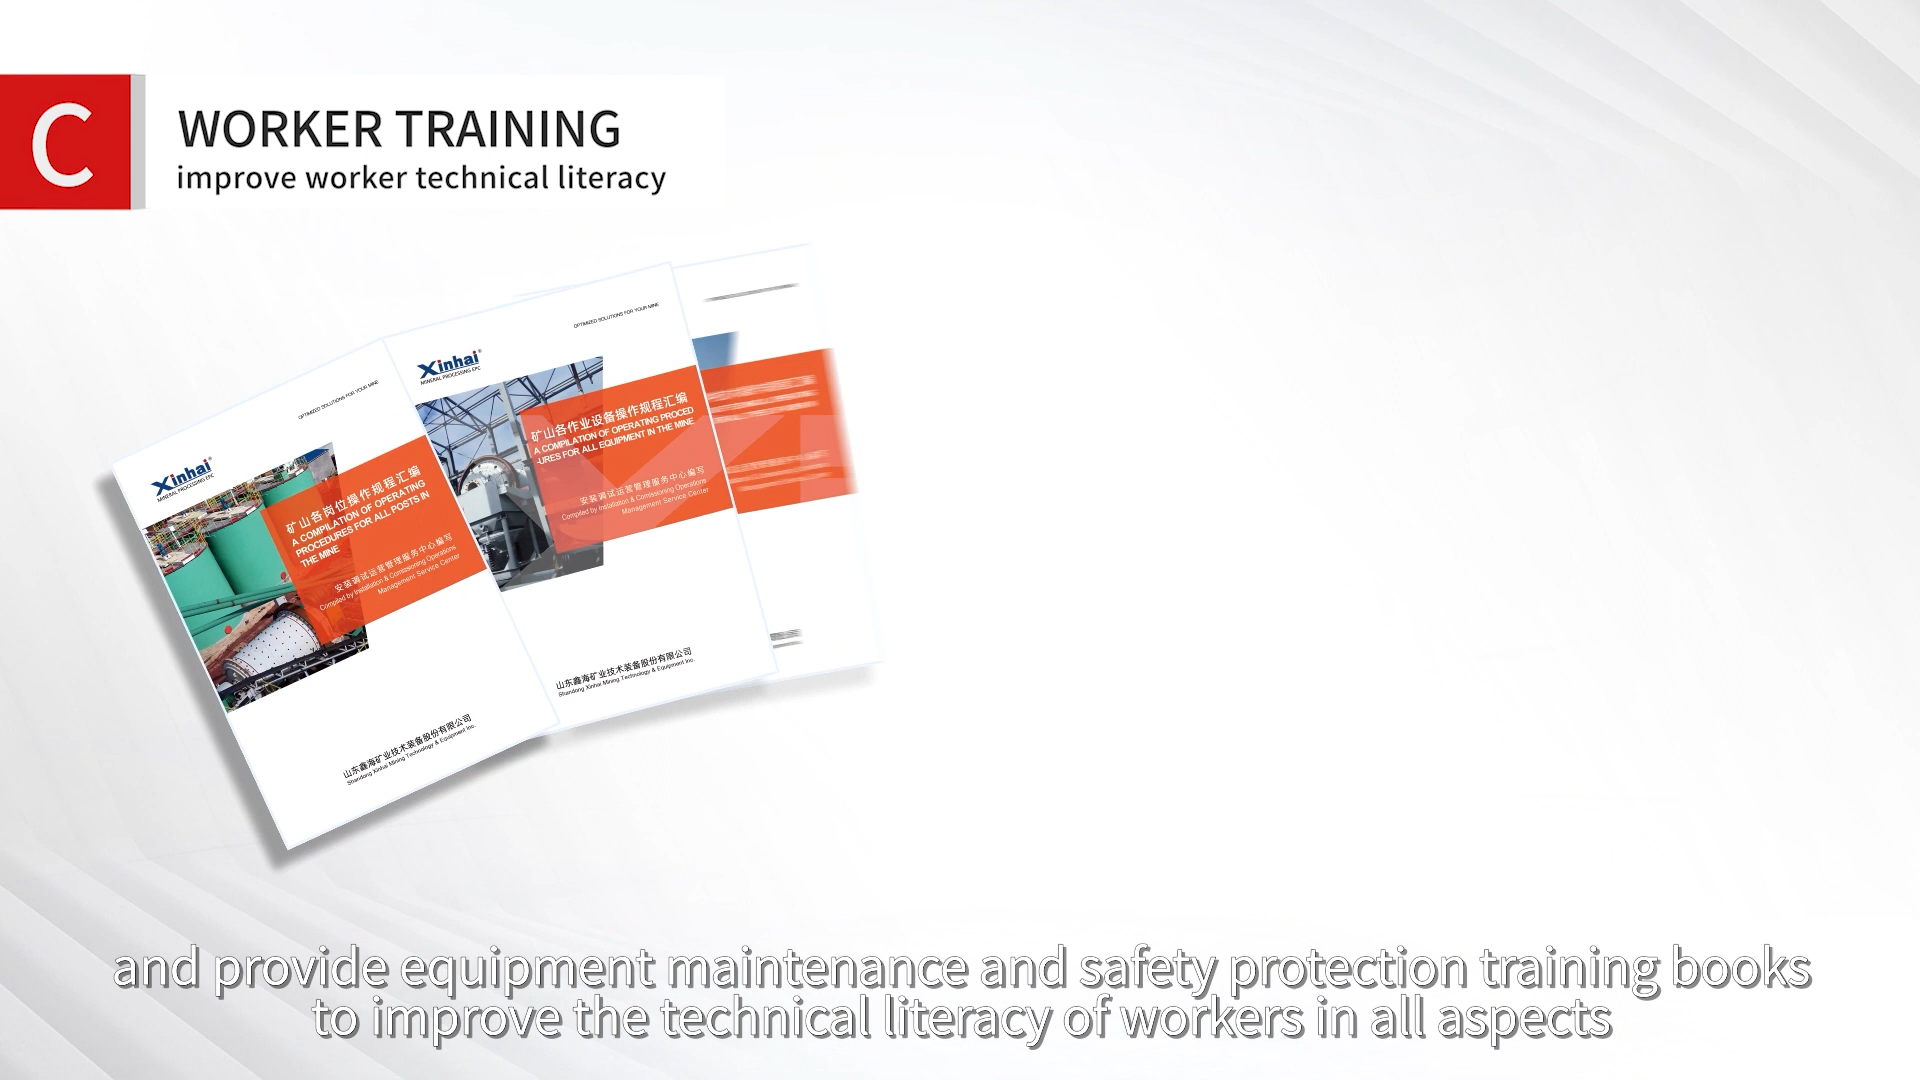 C
WORKER TRAINING
improve worker technical literacy
OPTIMIZED SOLUTIONS FOR YOUR MINE
Xinhai®
MINERAL PROCESSING EPC
矿山各岗位操作规程汇编
A COMPILATION OF OPERATING
PROCEDURES FOR ALL POSTS IN
THE MINE
安装调试运营管理服务中心编写
Compiled by Installation & Comissioning Operations
Management Service Center
山东鑫海矿业技术装备股份有限公司
Shandong Xinhai Mining Technology & Equipment Inc.
OPTIMIZED SOLUTIONS FOR YOUR MINE
Xinhai®
MINERAL PROCESSING EPC
矿山各作业设备操作规程汇编
A COMPILATION OF OPERATING PROCED
-URES FOR ALL EQUIPMENT IN THE MINE
安装调试运营管理服务中心编写
Compiled by Installation & Comissioning Operations
Management Service Center
山东鑫海矿业技术装备股份有限公司
Shandong Xinhai Mining Technology & Equipment Inc.
and provide equipment maintenance and safety protection training books
to improve the technical literacy of workers in all aspects